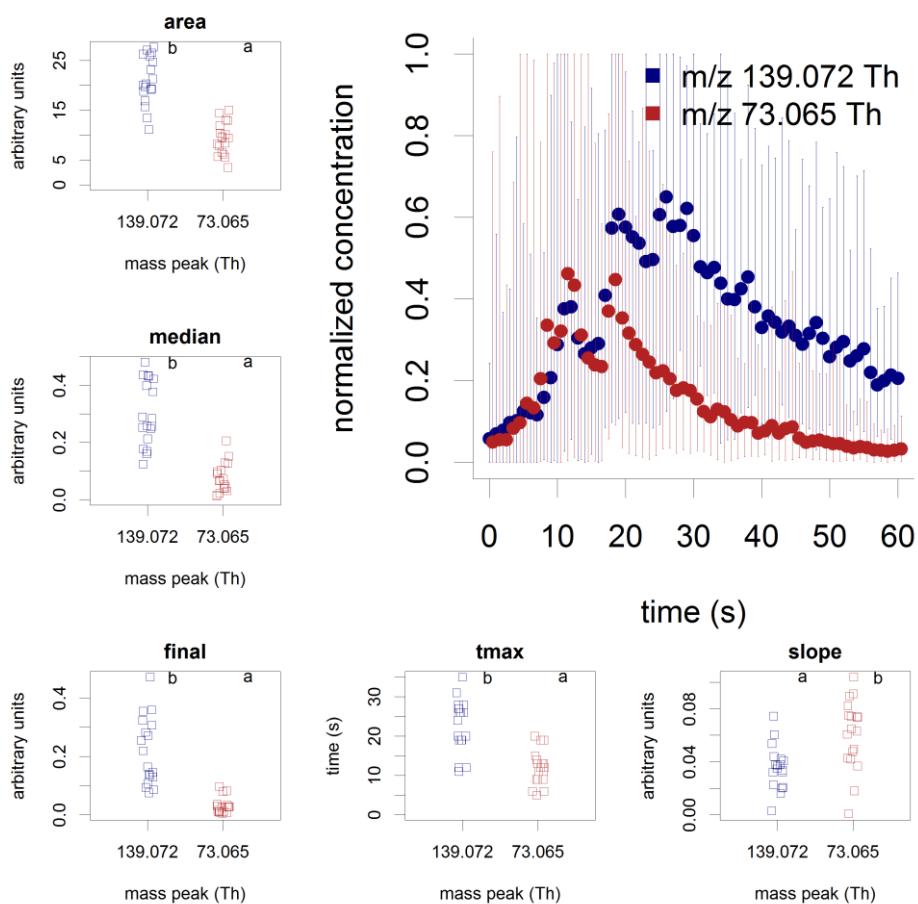 area
b a
arbitrary units
25
15
5
0
139.072 73.065
mass peak (Th)
normalized concentration
1.0
0.8
0.6
0.4
0.2
0.0
m/z 139.072 Th
m/z 73.065 Th
0 10 20 30 40 50 60
time (s)
median
b a
arbitrary units
0.4
0.2
0.0
139.072 73.065
mass peak (Th)
final
b a
arbitrary units
0.4
0.2
0.0
139.072 73.065
mass peak (Th)
tmax
b a
time (s)
30
20
10
0
139.072 73.065
mass peak (Th)
slope
a b
arbitrary units
0.08
0.04
0.00
139.072 73.065
mass peak (Th)